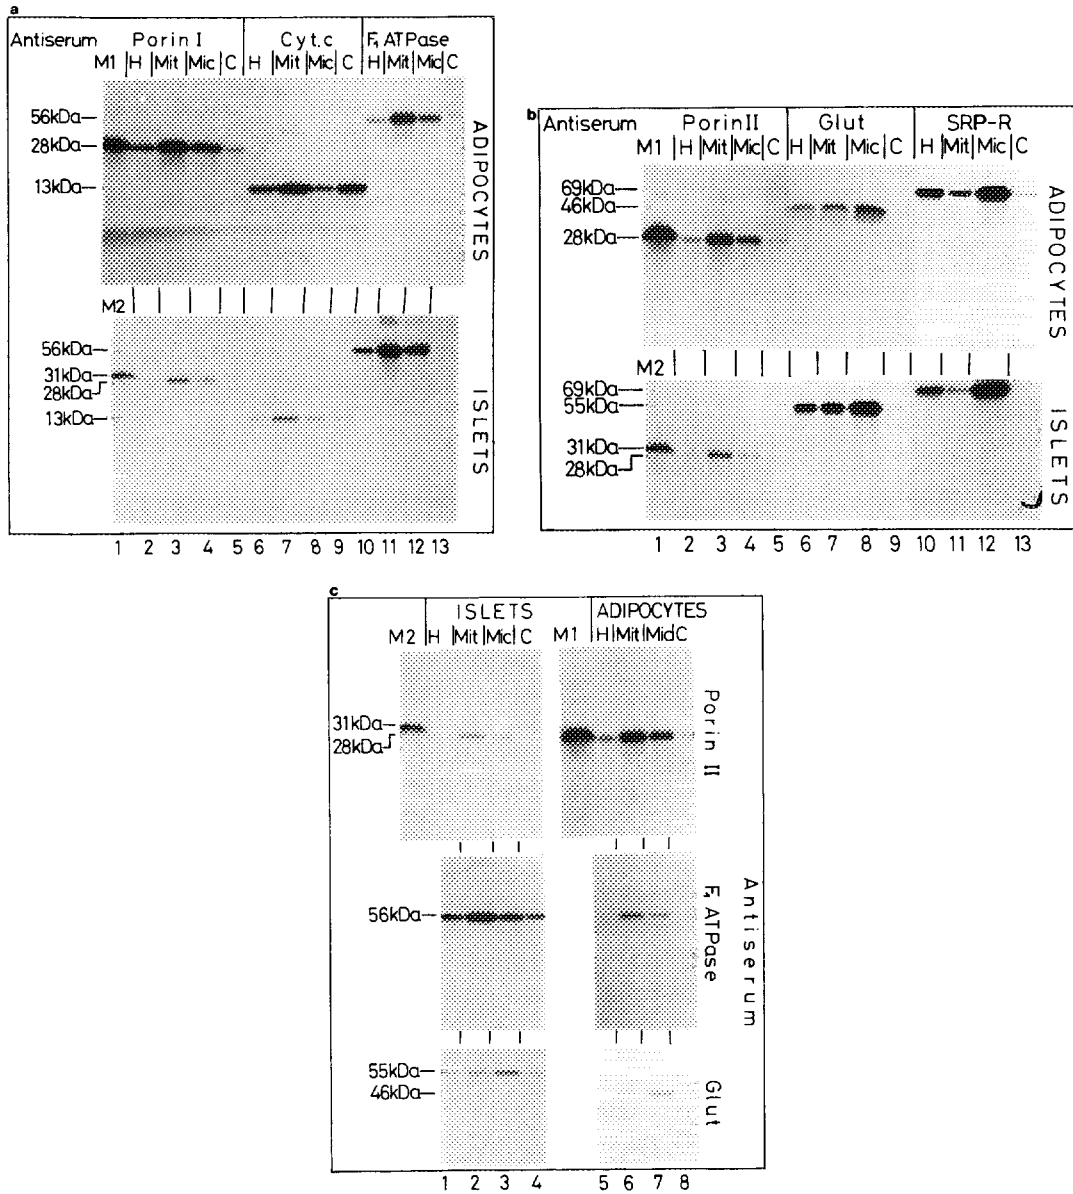 a
Antiserum Porin I Cyt.c F₁ ATPase
M1 H Mit Mic C H Mit Mic C H Mit Mic C
56kDa
28kDa
13kDa
ADIPOCYTES
M2
56kDa
31kDa
28kDa
13kDa
ISLETS
1 2 3 4 5 6 7 8 9 10 11 12 13
b
Antiserum Porin II Glut SRP-R
M1 H Mit Mic C H Mit Mic C H Mit Mic C
69kDa
46kDa
28kDa
ADIPOCYTES
M2
69kDa
55kDa
31kDa
28kDa
ISLETS
1 2 3 4 5 6 7 8 9 10 11 12 13
c
ISLETS ADIPOCYTES
M2 H Mit Mic C M1 H Mit Mic C
31kDa
28kDa
Porin II
56kDa
F₁ ATPase
55kDa
46kDa
Glut
Antiserum
1 2 3 4 5 6 7 8